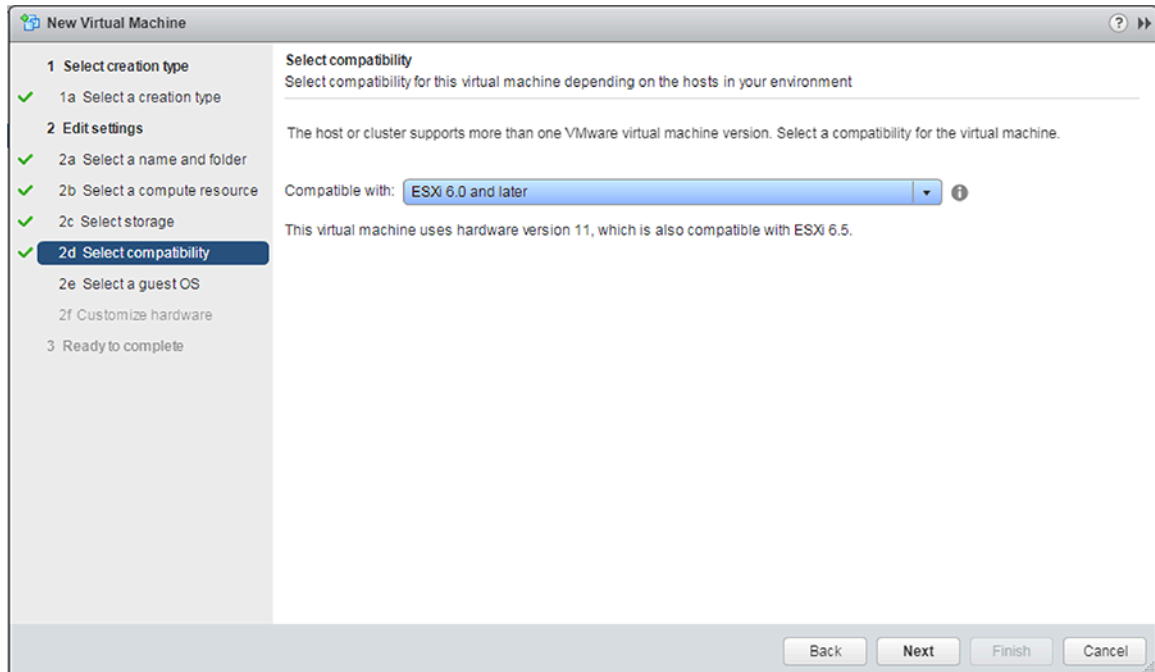 New Virtual Machine
?
1 Select creation type
1a Select a creation type
2 Edit settings
2a Select a name and folder
2b Select a compute resource
2c Select storage
2d Select compatibility
2e Select a guest OS
2f Customize hardware
3 Ready to complete
Select compatibility
Select compatibility for this virtual machine depending on the hosts in your environment
The host or cluster supports more than one VMware virtual machine version. Select a compatibility for the virtual machine.
Compatible with: ESXi 6.0 and later
This virtual machine uses hardware version 11, which is also compatible with ESXi 6.5.
Back Next Finish Cancel